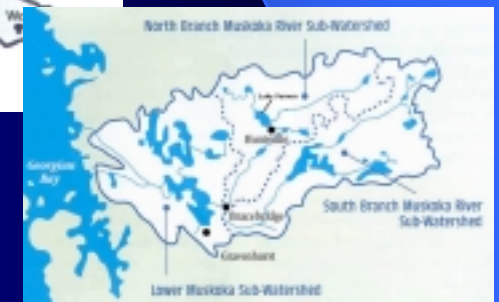 North Branch Muskoka River Sub-Watershed
Huntsville
Georgian
Bay
Bracebridge
South Branch Muskoka River
Sub-Watershed
Gravenhurst
Lower Muskoka Sub-Watershed